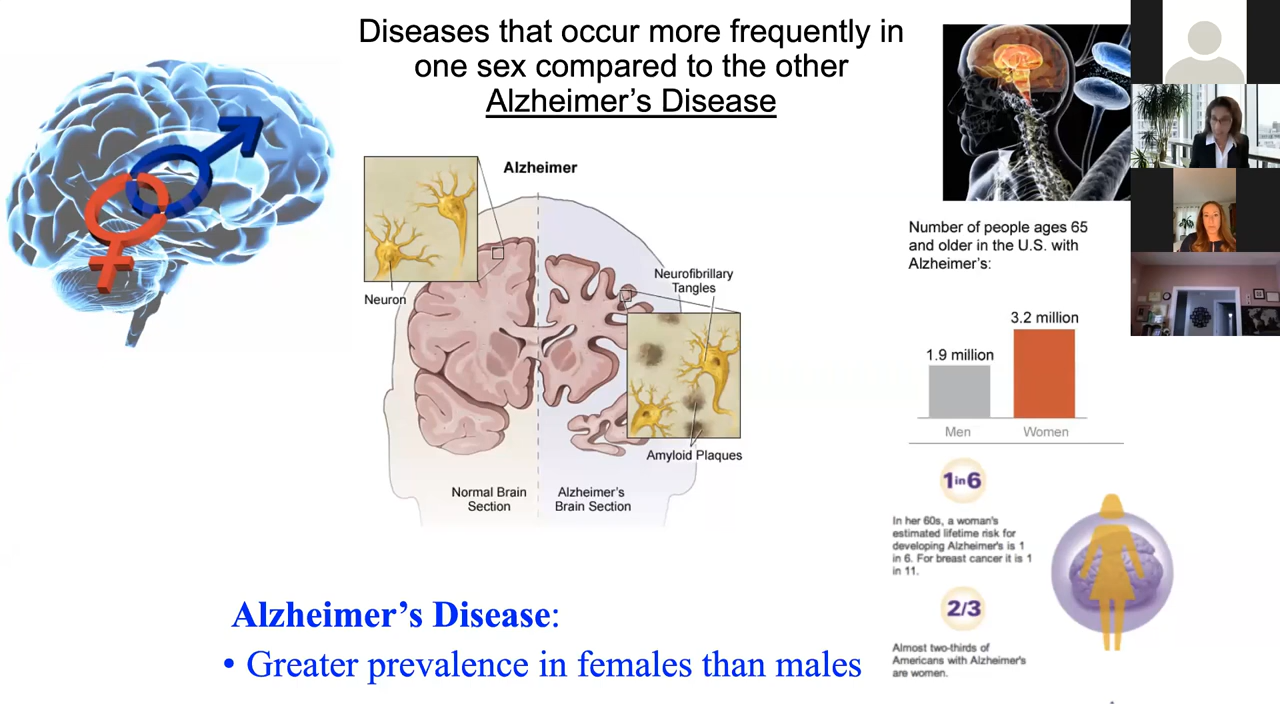 Diseases that occur more frequently in
one sex compared to the other
Alzheimer's Disease
Alzheimer
Neuron
Neurofibrillary
Tangles
Amyloid Plaques
Normal Brain
Section
Alzheimer's
Brain Section
Number of people ages 65
and older in the U.S. with
Alzheimer's:
3.2 million
1.9 million
Men
Women
1 in 6
In her 60s, a woman's
estimated lifetime risk for
developing Alzheimer's is 1
in 6. For breast cancer it is 1
in 11.
2/3
Almost two-thirds of
Americans with Alzheimer's
are women.
Alzheimer's Disease:
• Greater prevalence in females than males